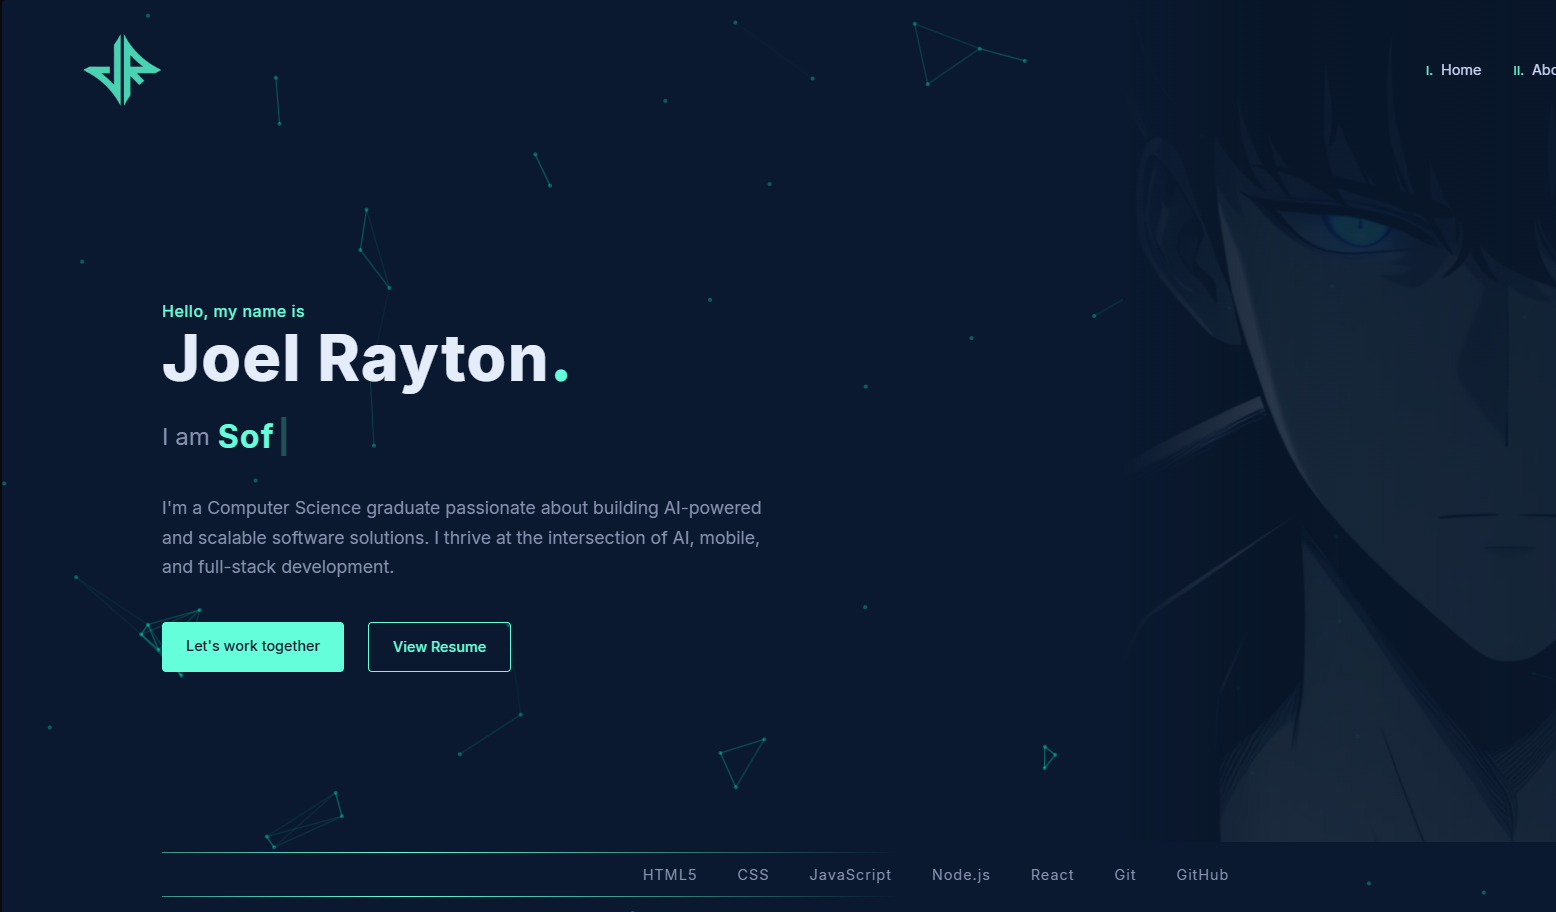 I. Home II. Abo
Hello, my name is
Joel Rayton.
I am Sof
I'm a Computer Science graduate passionate about building AI-powered
and scalable software solutions. I thrive at the intersection of AI, mobile,
and full-stack development.
Let's work together View Resume
HTML5 CSS JavaScript Node.js React Git GitHub